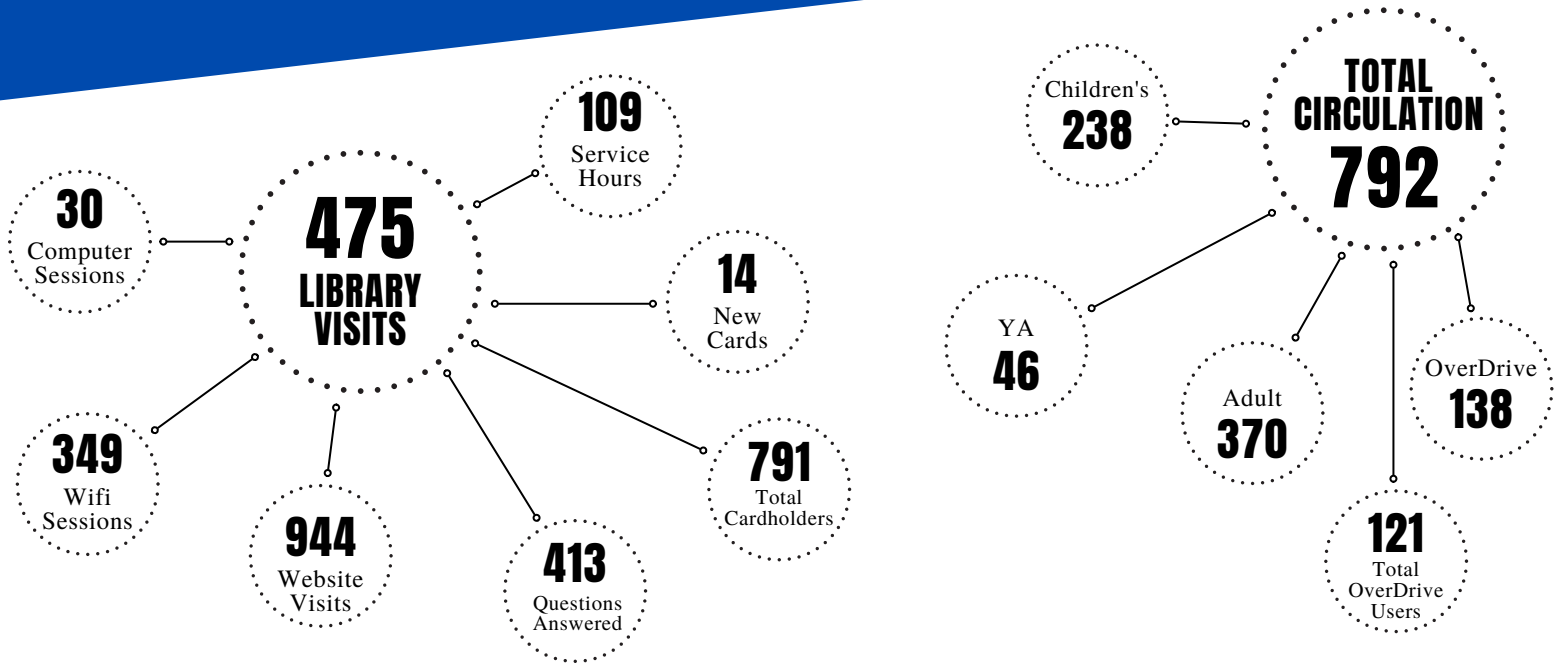 109
Service
Hours
30
Computer
Sessions
475
LIBRARY
VISITS
14
New
Cards
349
Wifi
Sessions
944
Website
Visits
413
Questions
Answered
791
Total
Cardholders
TOTAL
CIRCULATION
792
Children's
238
YA
46
Adult
370
OverDrive
138
121
Total
OverDrive
Users